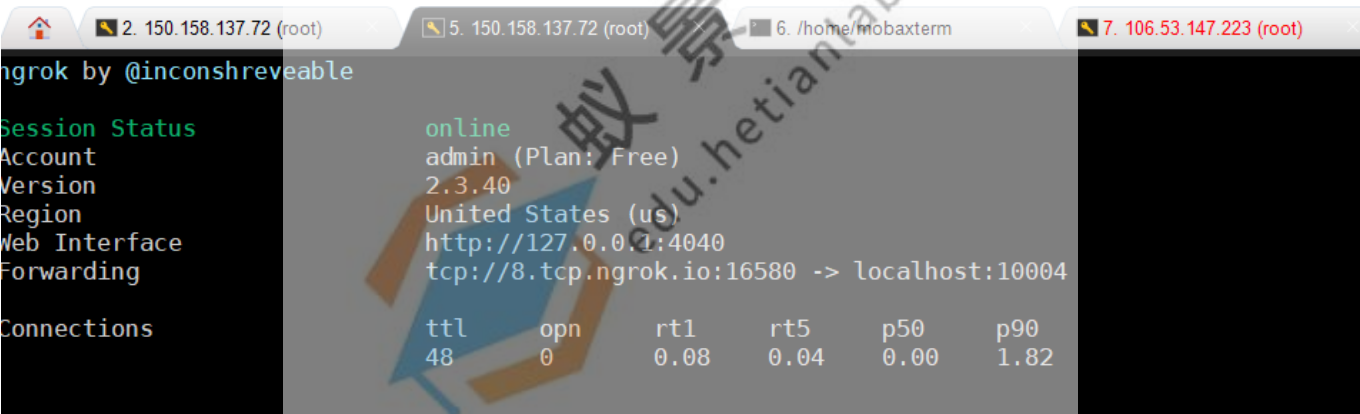 2. 150.158.137.72 (root)
5. 150.158.137.72 (root)
6. /home/mobaxterm
7. 106.53.147.223 (root)
ngrok by @inconshreveable
Session Status online
Account admin (Plan: Free)
Version 2.3.40
Region United States (us)
Web Interface http://127.0.0.1:4040
Forwarding tcp://8.tcp.ngrok.io:16580 -> localhost:10004
Connections ttl opn rt1 rt5 p50 p90
48 0 0.08 0.04 0.00 1.82
蚁景
edu.hetianlab